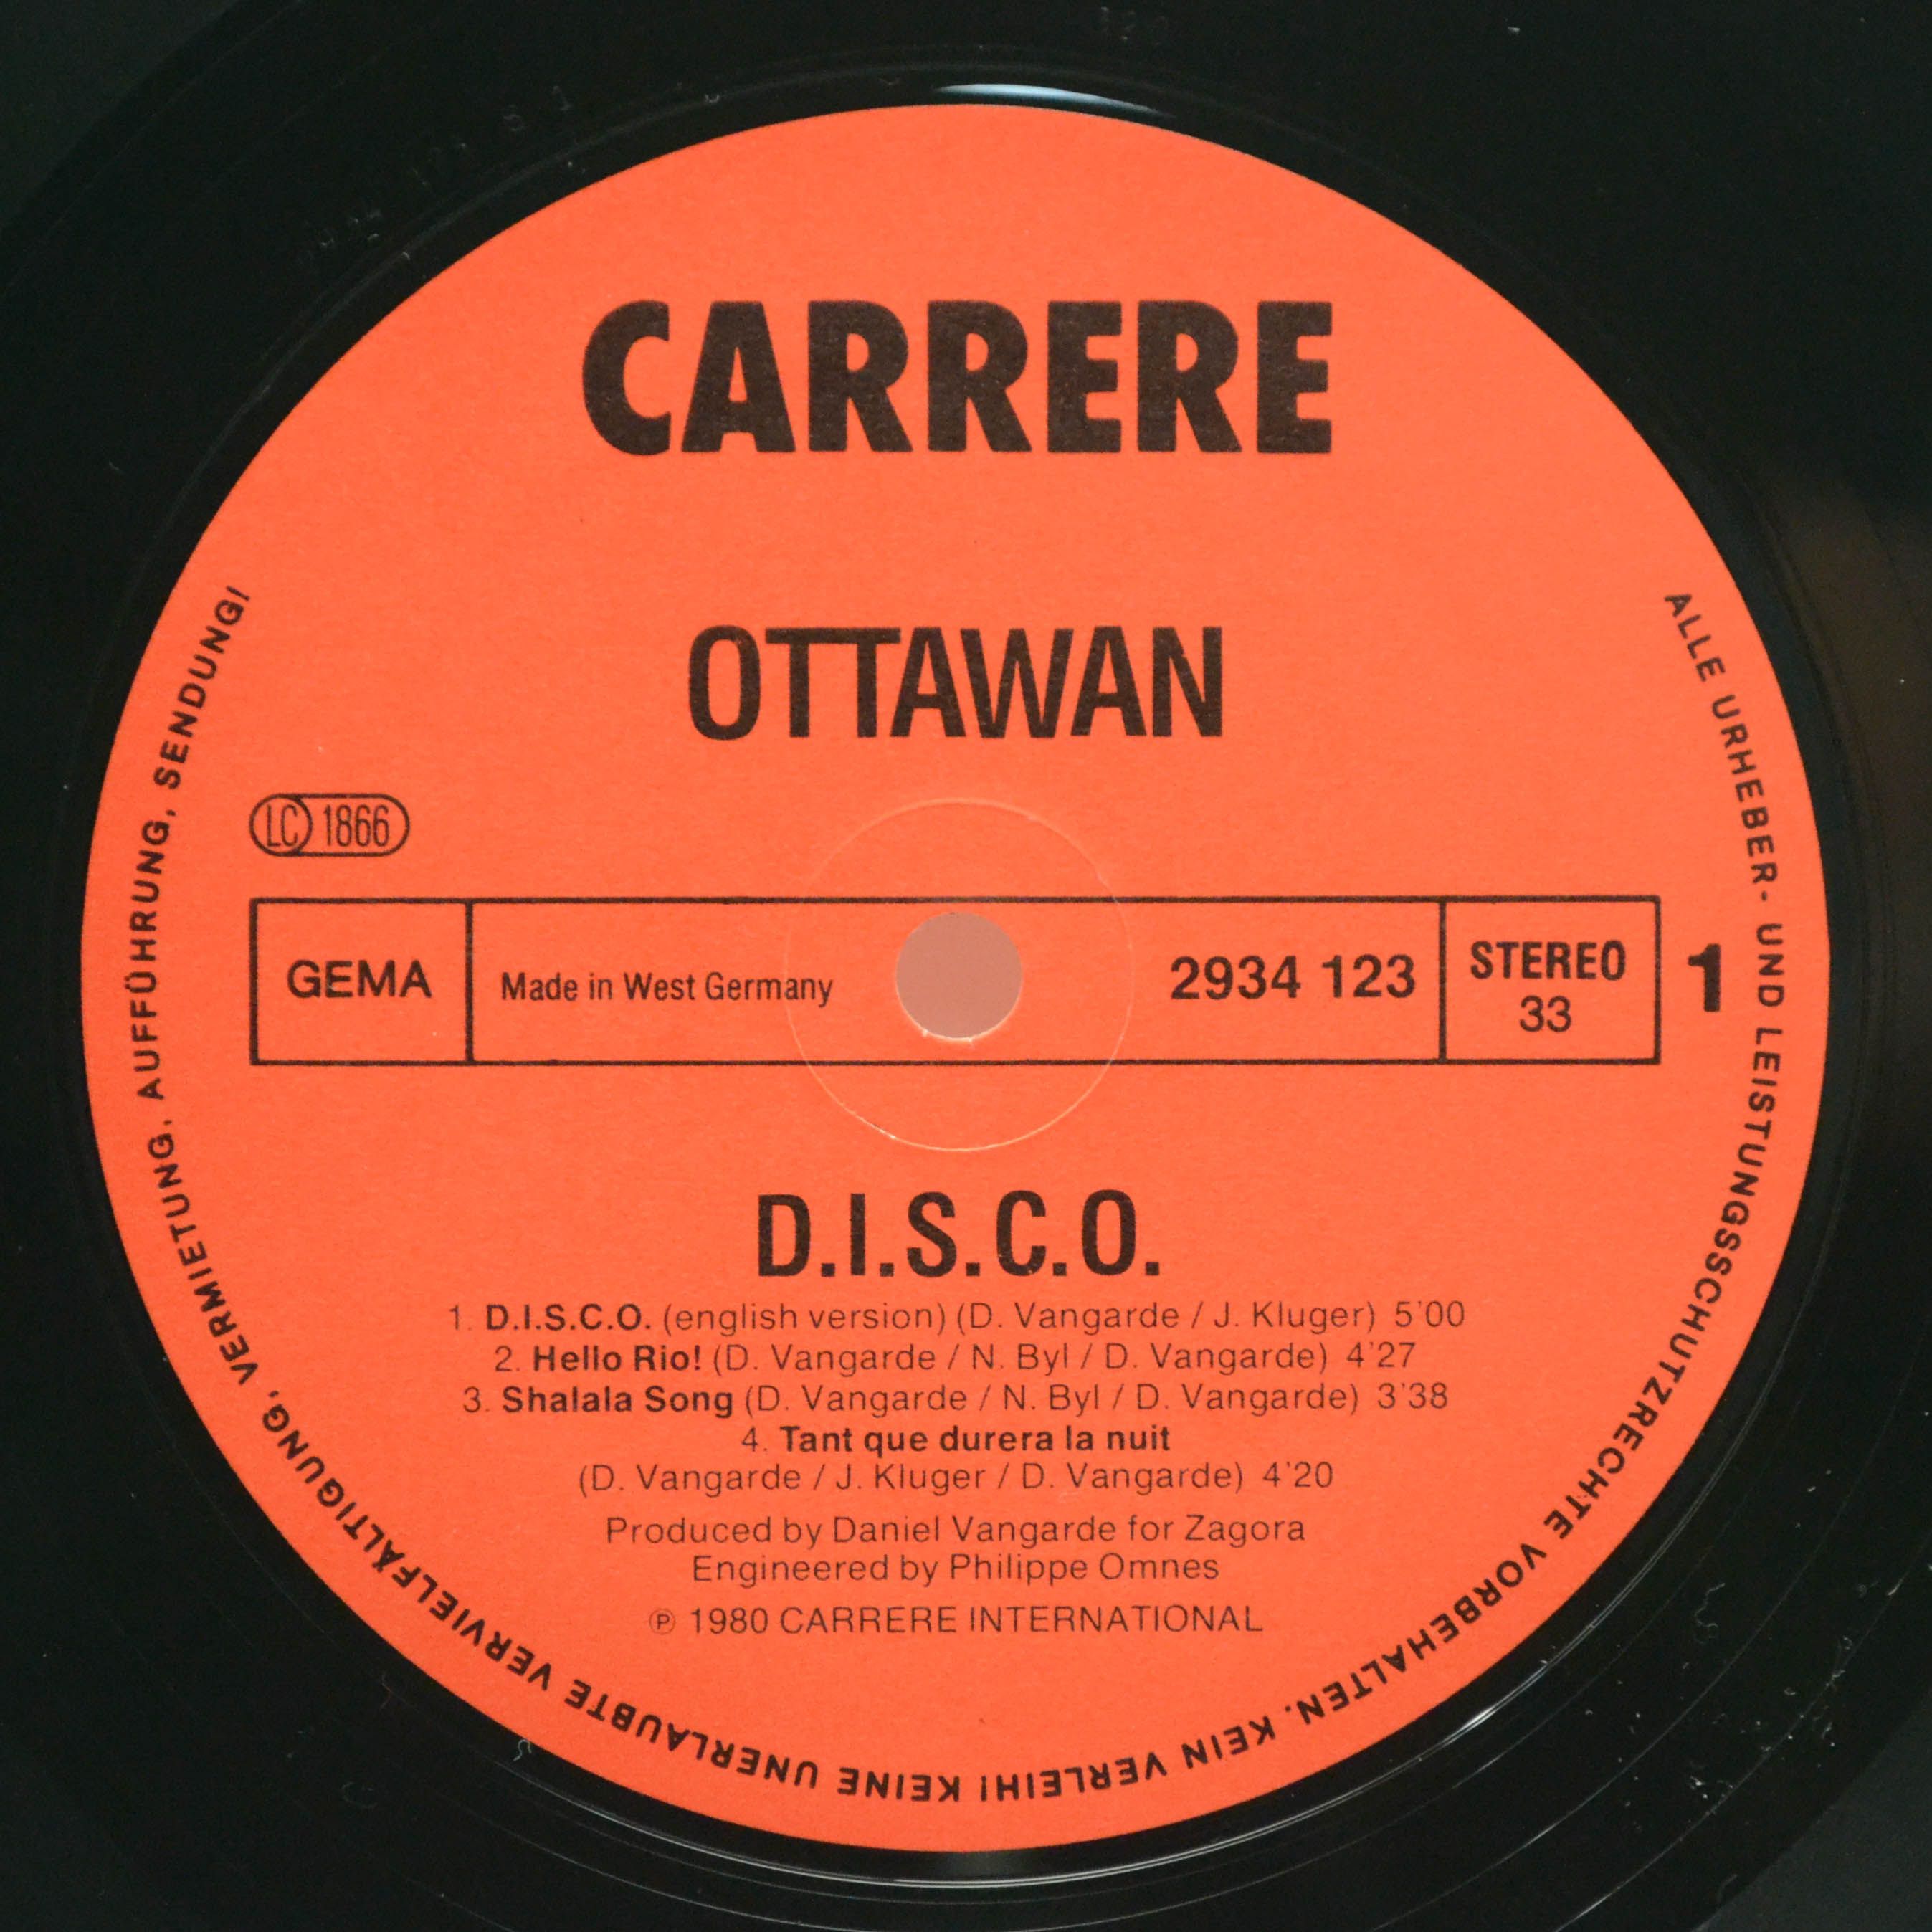 CARRERE
OTTAWAN
LC 1866
GEMA
Made in West Germany
2934 123
STEREO
33
1
D.I.S.C.O.
1. D.I.S.C.O. (english version) (D. Vangarde / J. Kluger) 5'00
2. Hello Rio! (D. Vangarde / N. Byl / D. Vangarde) 4'27
3. Shalala Song (D. Vangarde / N. Byl / D. Vangarde) 3'38
4. Tant que durera la nuit
(D. Vangarde / J. Kluger / D. Vangarde) 4'20
Produced by Daniel Vangarde for Zagora
Engineered by Philippe Omnes
℗ 1980 CARRERE INTERNATIONAL
ALLE URHEBER- UND LEISTUNGSSCHUTZRECHTE VORBEHALTEN. KEIN VERLEIH! KEINE UNERLAUBTE VERVIELFÄLTIGUNG, VERMIETUNG, AUFFÜHRUNG, SENDUNG!